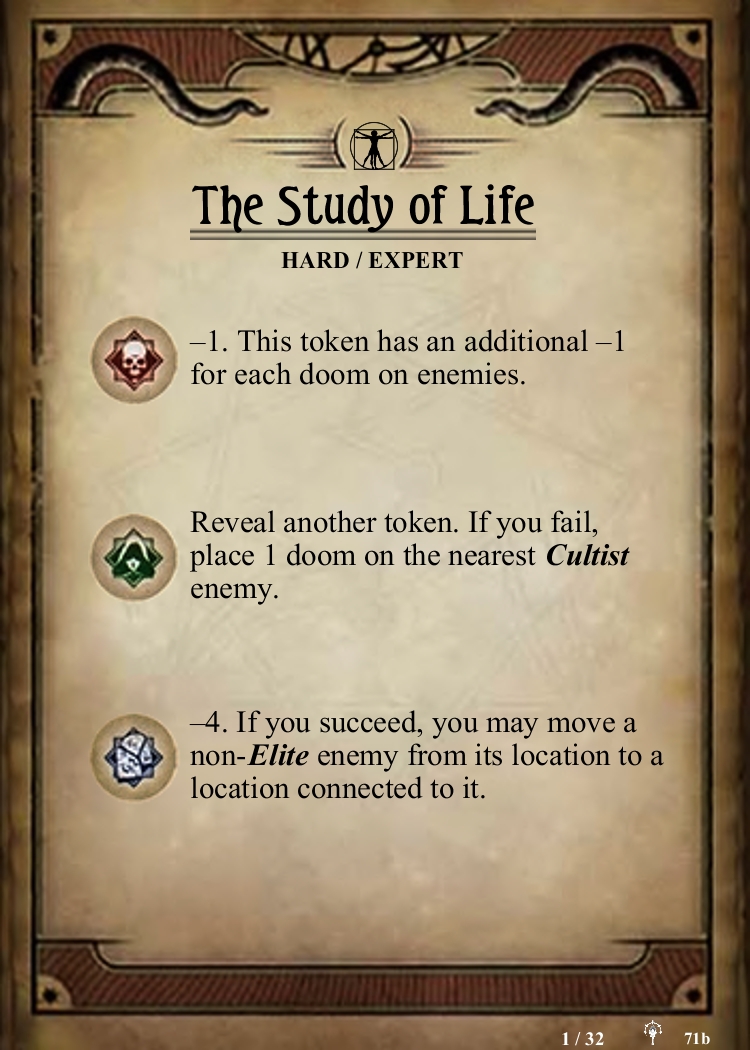 The Study of Life
HARD / EXPERT
–1. This token has an additional –1
for each doom on enemies.
Reveal another token. If you fail,
place 1 doom on the nearest Cultist
enemy.
–4. If you succeed, you may move a
non-Elite enemy from its location to a
location connected to it.
1 / 32 71b